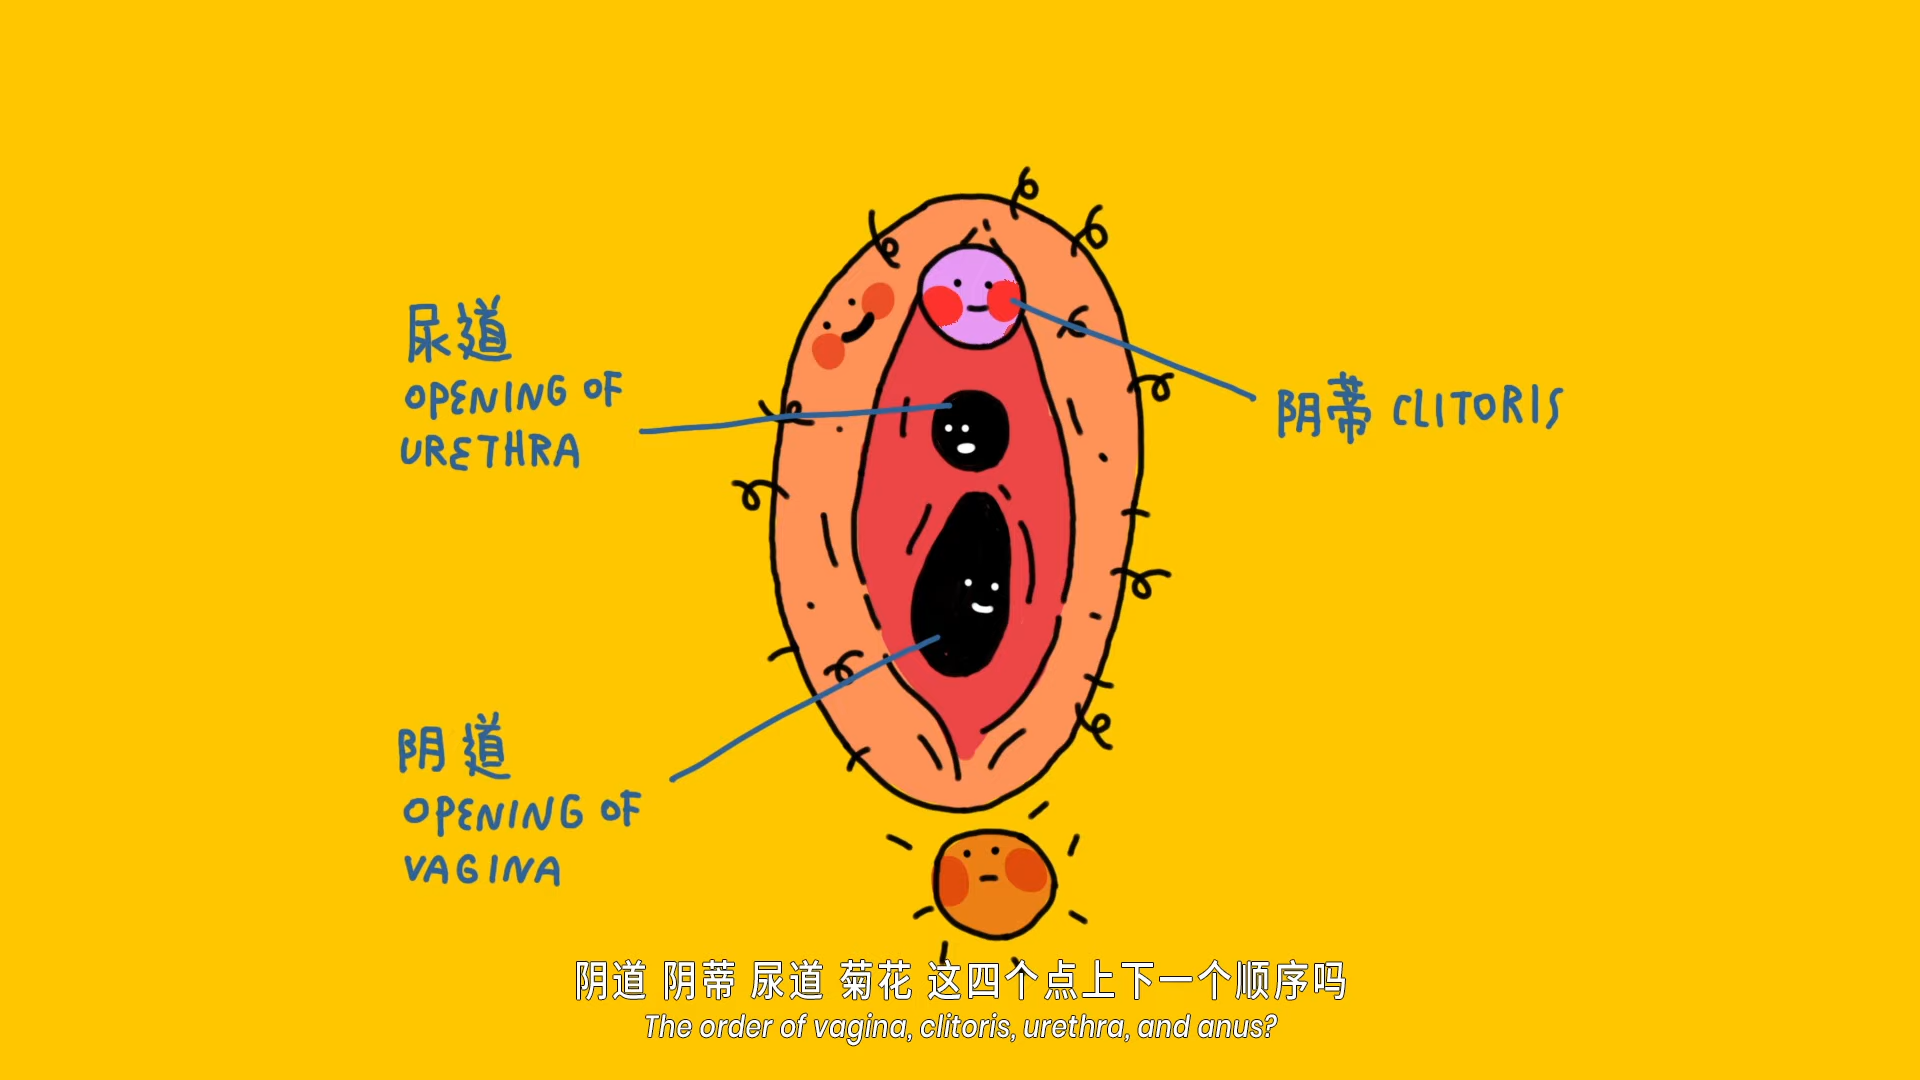 尿道
OPENING OF
URETHRA
阴蒂 CLITORIS
阴道
OPENING OF
VAGINA
阴道 阴蒂 尿道 菊花 这四个点上下一个顺序吗
The order of vagina, clitoris, urethra, and anus?